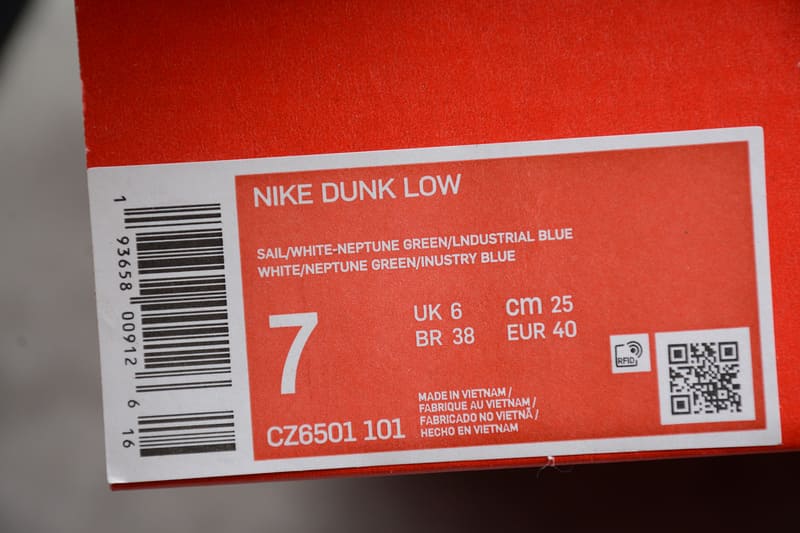 NIKE DUNK LOW
SAIL/WHITE-NEPTUNE GREEN/LNDUSTRIAL BLUE
WHITE/NEPTUNE GREEN/INUSTRY BLUE
7
UK 6 cm 25
BR 38 EUR 40
CZ6501 101
MADE IN VIETNAM /
FABRIQUE AU VIETNAM /
FABRICADO NO VIETNÃ /
HECHO EN VIETNAM
RFID
1 93658 00912 6 16